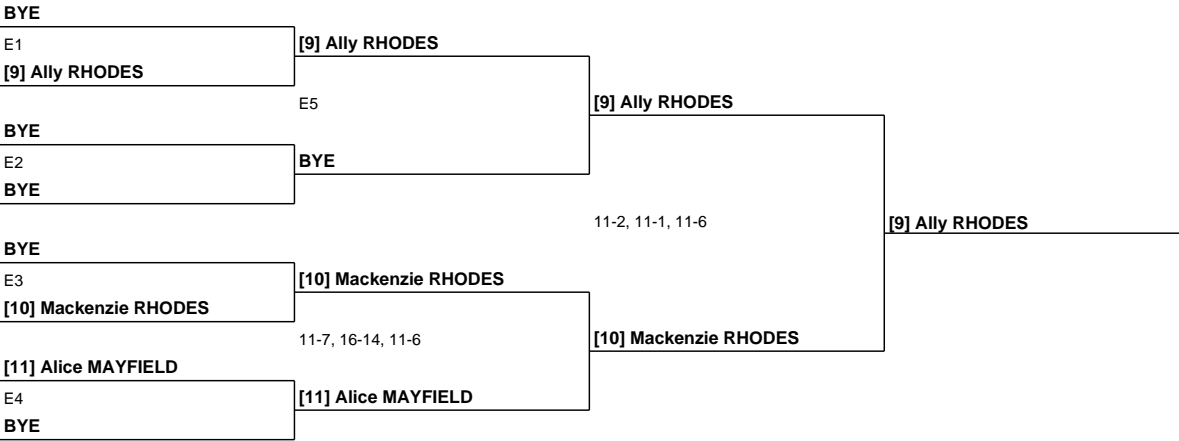 BYE
E1
[9] Ally RHODES
[9] Ally RHODES
E5
[9] Ally RHODES
BYE
E2
BYE
BYE
11-2, 11-1, 11-6
[9] Ally RHODES
BYE
E3
[10] Mackenzie RHODES
[10] Mackenzie RHODES
11-7, 16-14, 11-6
[10] Mackenzie RHODES
[11] Alice MAYFIELD
E4
[11] Alice MAYFIELD
BYE